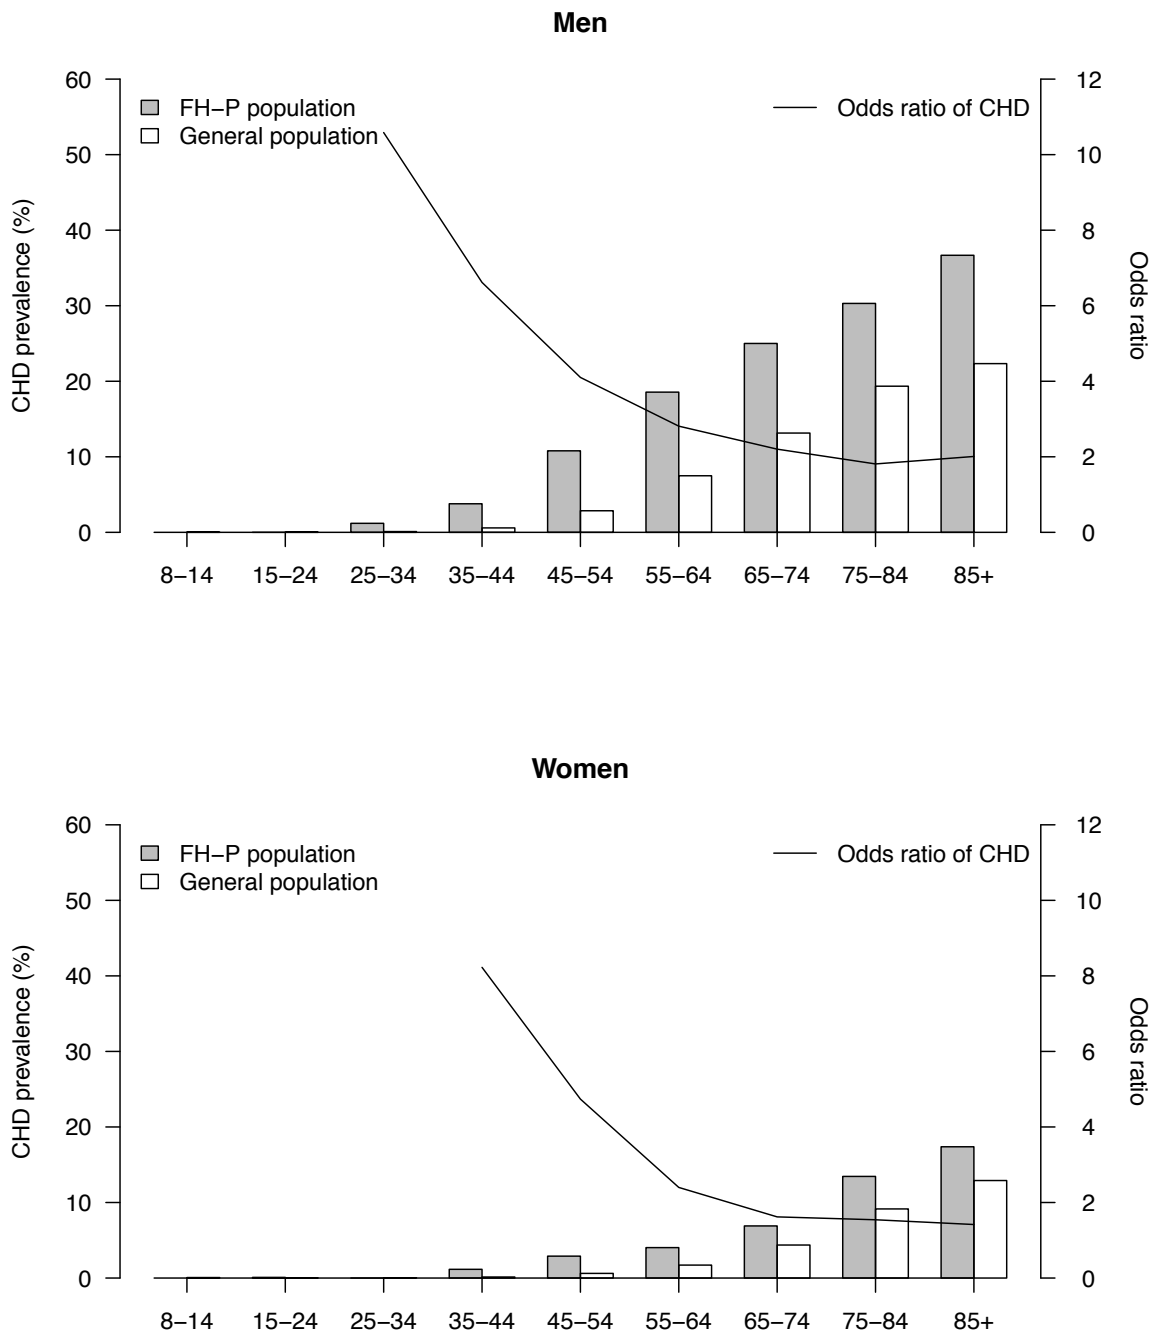 Men
60
50
40
30
20
10
0
CHD prevalence (%)
FH−P population
General population
Odds ratio of CHD
12
10
8
6
4
2
0
Odds ratio
8−14 15−24 25−34 35−44 45−54 55−64 65−74 75−84 85+
Women
60
50
40
30
20
10
0
CHD prevalence (%)
FH−P population
General population
Odds ratio of CHD
12
10
8
6
4
2
0
Odds ratio
8−14 15−24 25−34 35−44 45−54 55−64 65−74 75−84 85+